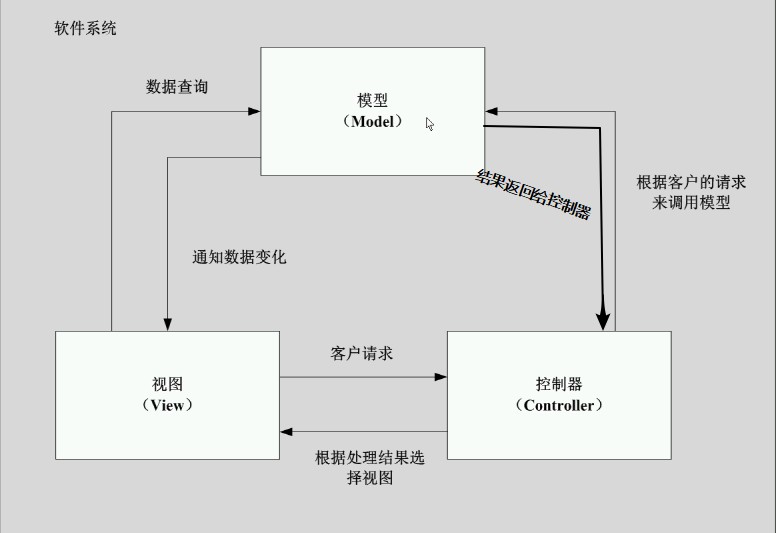 软件系统
数据查询
模型
（Model）
结果返回给控制器
根据客户的请求
来调用模型
通知数据变化
客户请求
视图
（View）
控制器
（Controller）
根据处理结果选
择视图